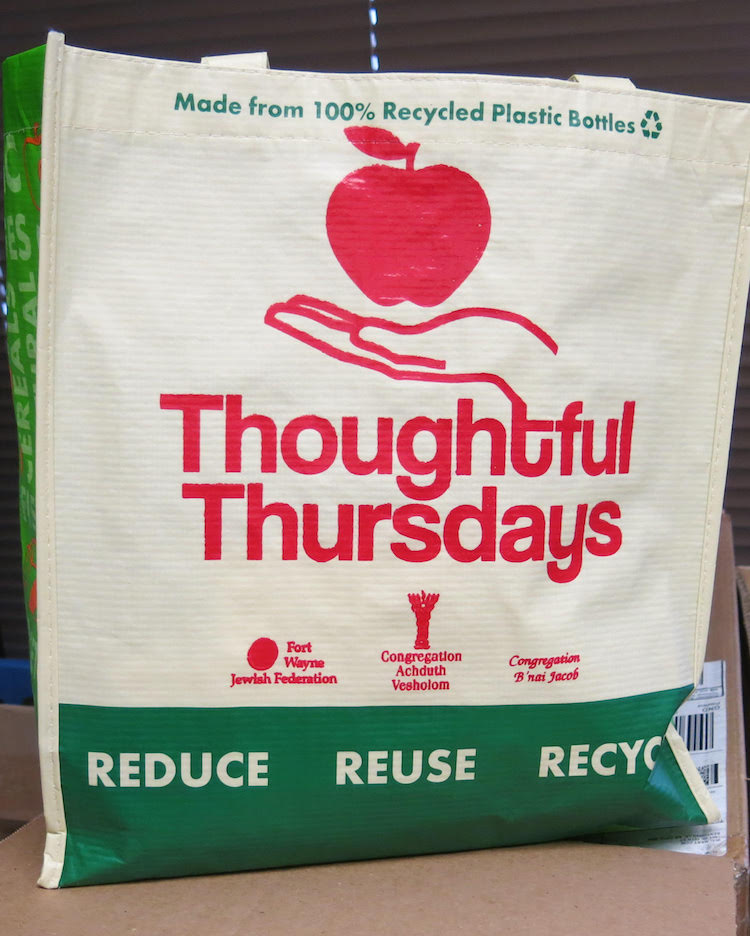 Made from 100% Recycled Plastic Bottles
Thoughtful
Thursdays
Fort
Wayne
Jewish Federation
Congregation
Achduth
Vesholom
Congregation
B'nai Jacob
REDUCE REUSE RECYC